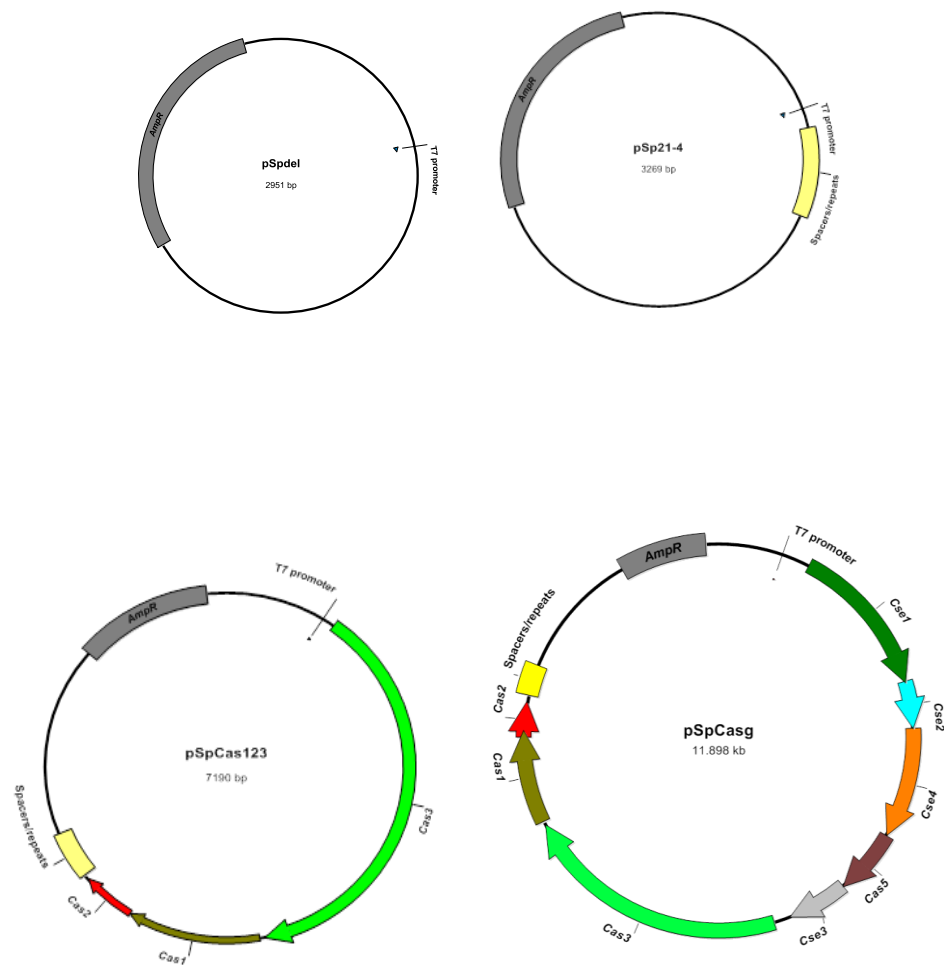 AmpR
pSpdel
2951 bp
T7 promoter
AmpR
pSp21-4
3269 bp
T7 promoter
Spacers/repeats
T7 promoter
AmpR
pSpCas123
7190 bp
Spacers/repeats
Cas3
Cas2
Cas1
T7 promoter
AmpR
Cse1
Spacers/repeats
Cas2
Cse2
pSpCasg
11.898 kb
Cas1
Cse4
Cas5
Cas3
Cse3